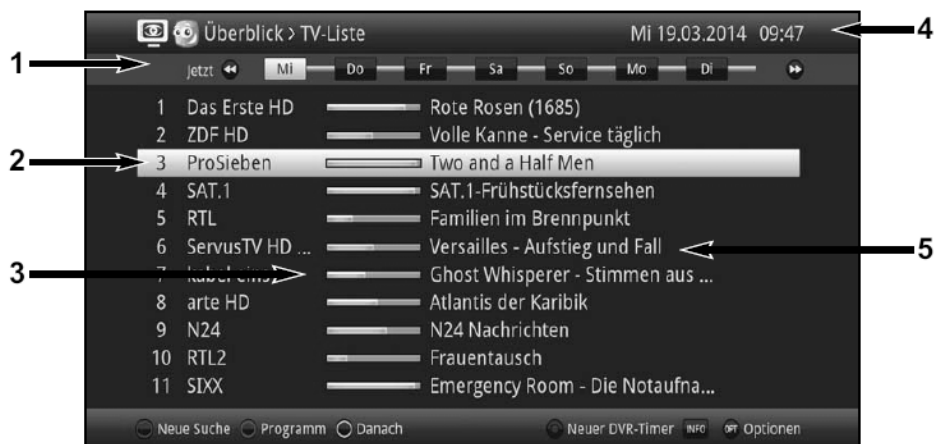 Überblick > TV-Liste
Mi 19.03.2014 09:47
4
1
Jetzt Mi Do Fr Sa So Mo Di
1 Das Erste HD Rote Rosen (1685)
2 ZDF HD Volle Kanne - Service täglich
2
3 ProSieben Two and a Half Men
4 SAT.1 SAT.1-Frühstücksfernsehen
5 RTL Familien im Brennpunkt
6 ServusTV HD ... Versailles - Aufstieg und Fall
5
3
7 kabel eins Ghost Whisperer - Stimmen aus ...
8 arte HD Atlantis der Karibik
9 N24 N24 Nachrichten
10 RTL2 Frauentausch
11 SIXX Emergency Room - Die Notaufna...
Neue Suche Programm Danach Neuer DVR-Timer INFO OPT Optionen